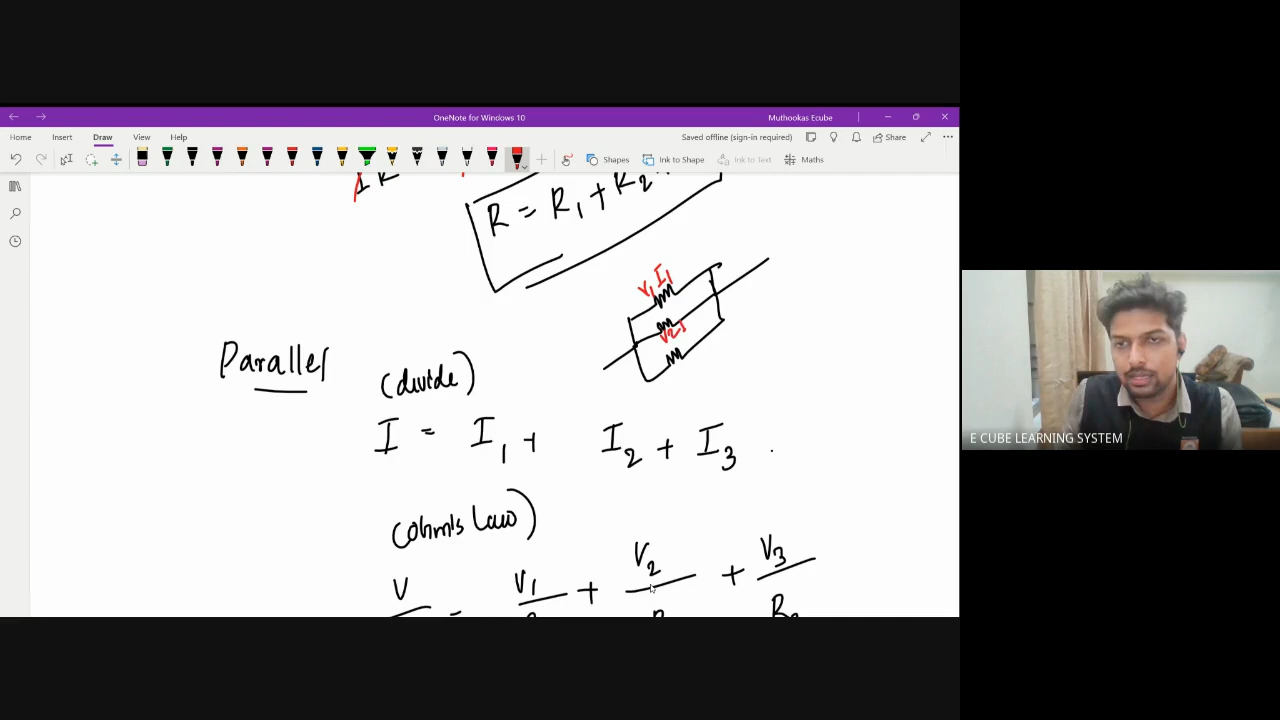 OneNote for Windows 10
Muthookas Ecube
Home Insert Draw View Help
Saved offline (sign-in required) Share
Shapes Ink to Shape Ink to Text Maths
I R
R = R1 + R2
V1 I1
V2 I
Parallel
(divide)
I = I1 + I2 + I3
(ohm's law)
V = V1 + V2 + V3
E CUBE LEARNING SYSTEM